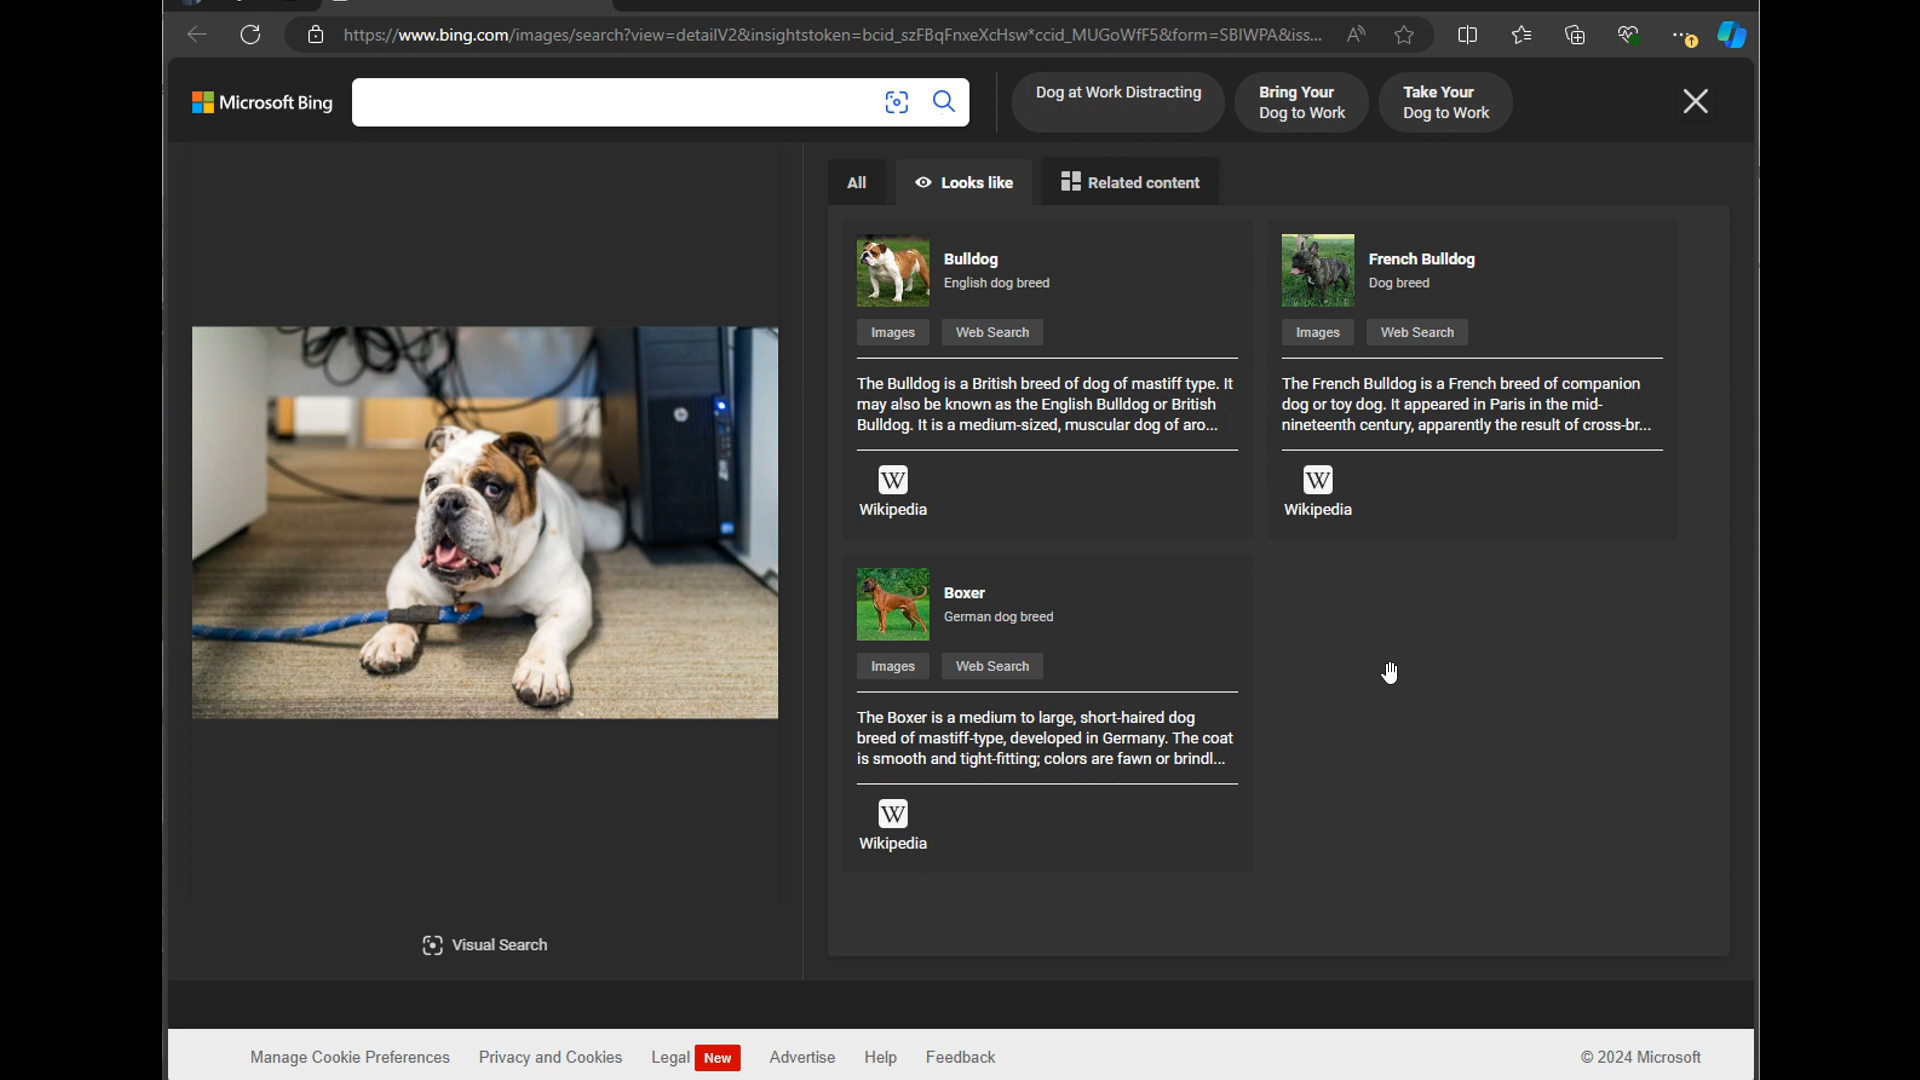 https://www.bing.com/images/search?view=detailV2&insightstoken=bcid_szFBqFnxeXcHsw*ccid_MUGoWfF5&form=SBIWPA&iss...
Microsoft Bing
Dog at Work Distracting
Bring Your
Dog to Work
Take Your
Dog to Work
All
Looks like
Related content
Bulldog
English dog breed
Images
Web Search
The Bulldog is a British breed of dog of mastiff type. It
may also be known as the English Bulldog or British
Bulldog. It is a medium-sized, muscular dog of aro...
W
Wikipedia
French Bulldog
Dog breed
Images
Web Search
The French Bulldog is a French breed of companion
dog or toy dog. It appeared in Paris in the mid-
nineteenth century, apparently the result of cross-br...
W
Wikipedia
Boxer
German dog breed
Images
Web Search
The Boxer is a medium to large, short-haired dog
breed of mastiff-type, developed in Germany. The coat
is smooth and tight-fitting; colors are fawn or brindl...
W
Wikipedia
Visual Search
Manage Cookie Preferences
Privacy and Cookies
Legal
New
Advertise
Help
Feedback
© 2024 Microsoft